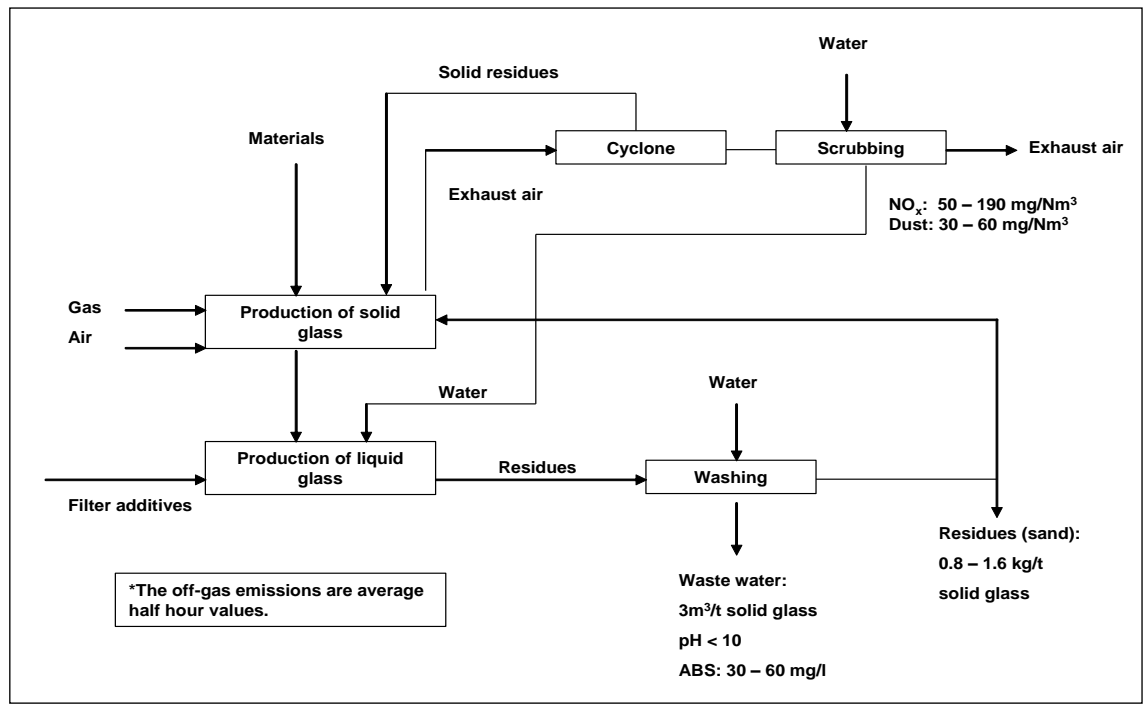 Water
Solid residues
Materials
Cyclone
Scrubbing
Exhaust air
Exhaust air
NOx: 50 – 190 mg/Nm³
Dust: 30 – 60 mg/Nm³
Gas
Air
Production of solid
glass
Water
Water
Production of liquid
glass
Residues
Washing
Filter additives
Residues (sand):
0.8 – 1.6 kg/t
solid glass
*The off-gas emissions are average
half hour values.
Waste water:
3m³/t solid glass
pH < 10
ABS: 30 – 60 mg/l